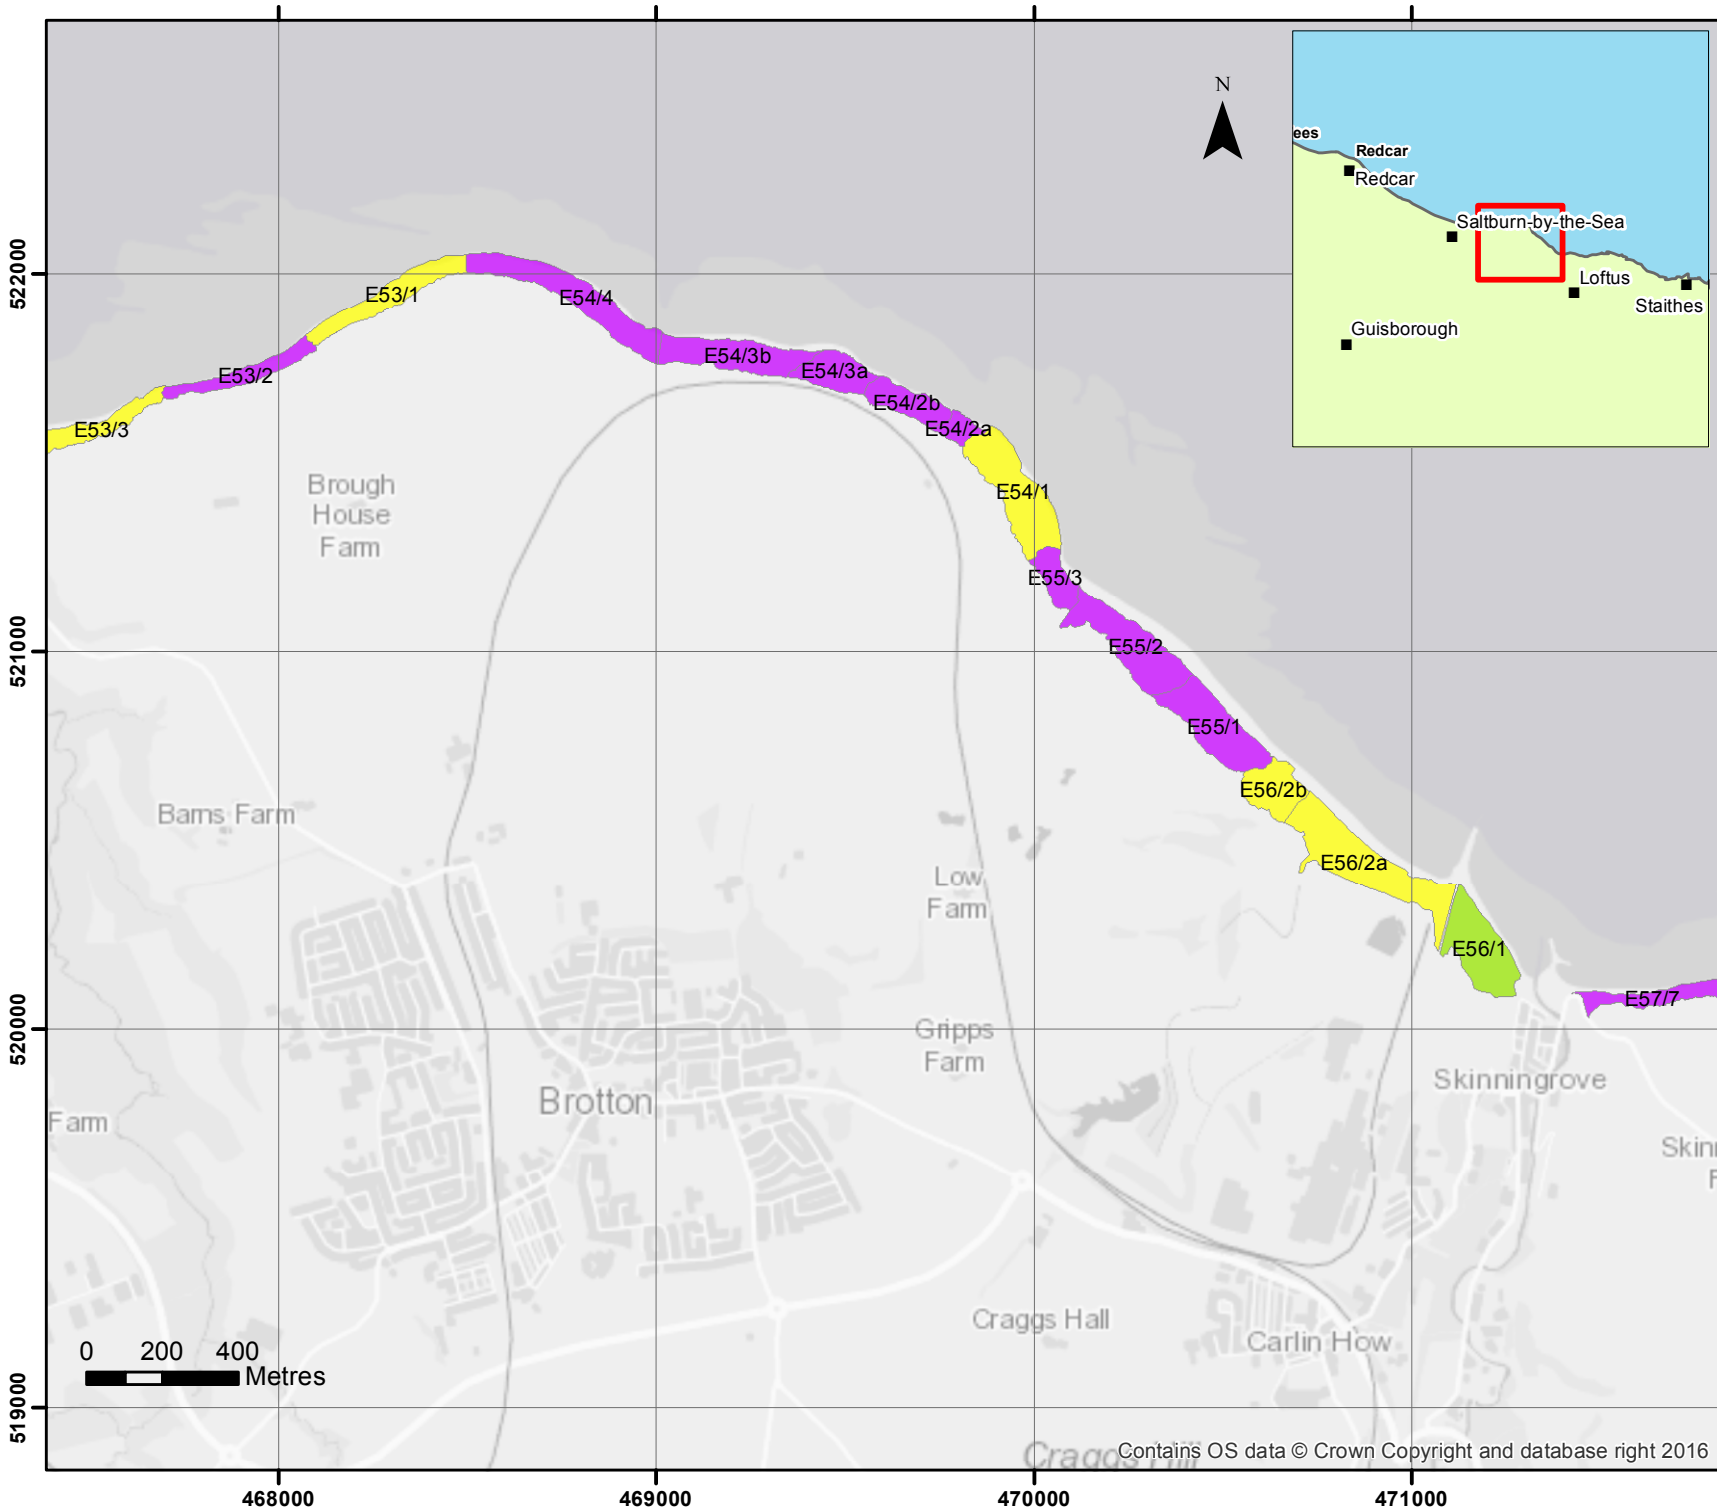 N
ees
Redcar
Redcar
Saltburn-by-the-Sea
Loftus
Staithes
Guisborough
522000
521000
520000
519000
E53/1
E54/4
E53/2
E54/3b
E54/3a
E54/2b
E54/2a
E53/3
E54/1
E55/3
E55/2
E55/1
E56/2b
E56/2a
E56/1
E57/7
Brough
House
Farm
Barns Farm
Low
Farm
Gripps
Farm
Brotton
Skinningrove
Farm
Skin
F
Craggs Hall
Carlin How
Craggs Hill
0 200 400
Metres
Contains OS data © Crown Copyright and database right 2016
468000 469000 470000 471000